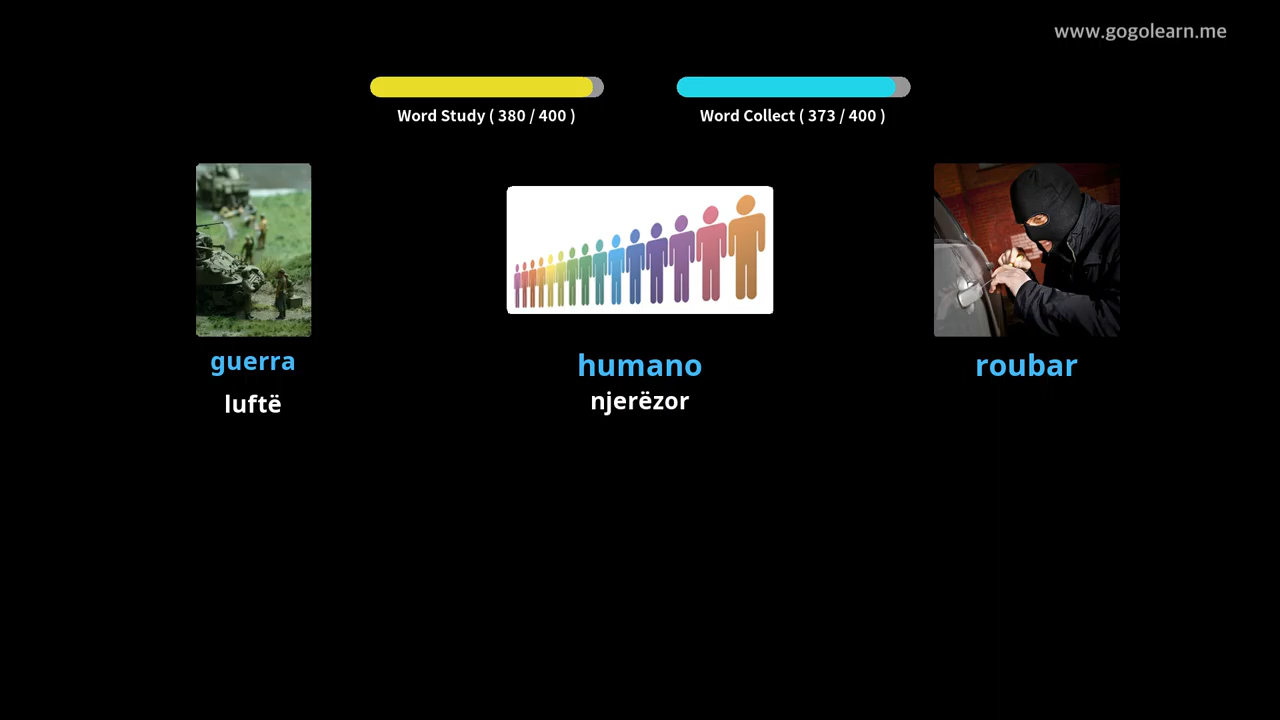 www.gogolearn.me
Word Study ( 380 / 400 )
Word Collect ( 373 / 400 )
guerra
luftë
humano
njerëzor
roubar